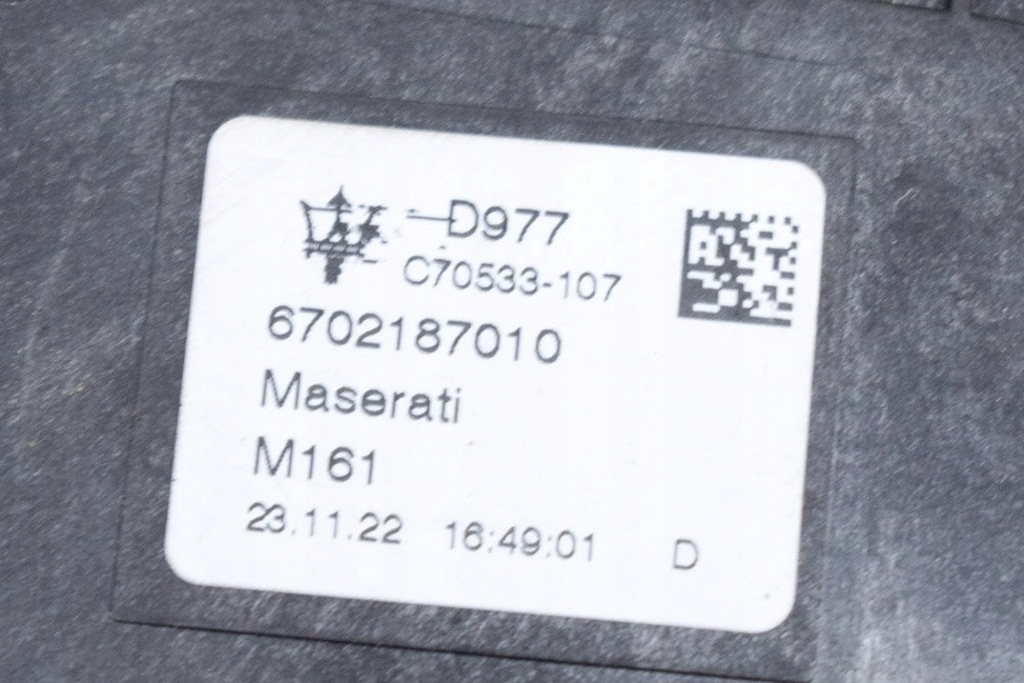 D977
C70533-107
6702187010
Maserati
M161
23.11.22 16:49:01 D